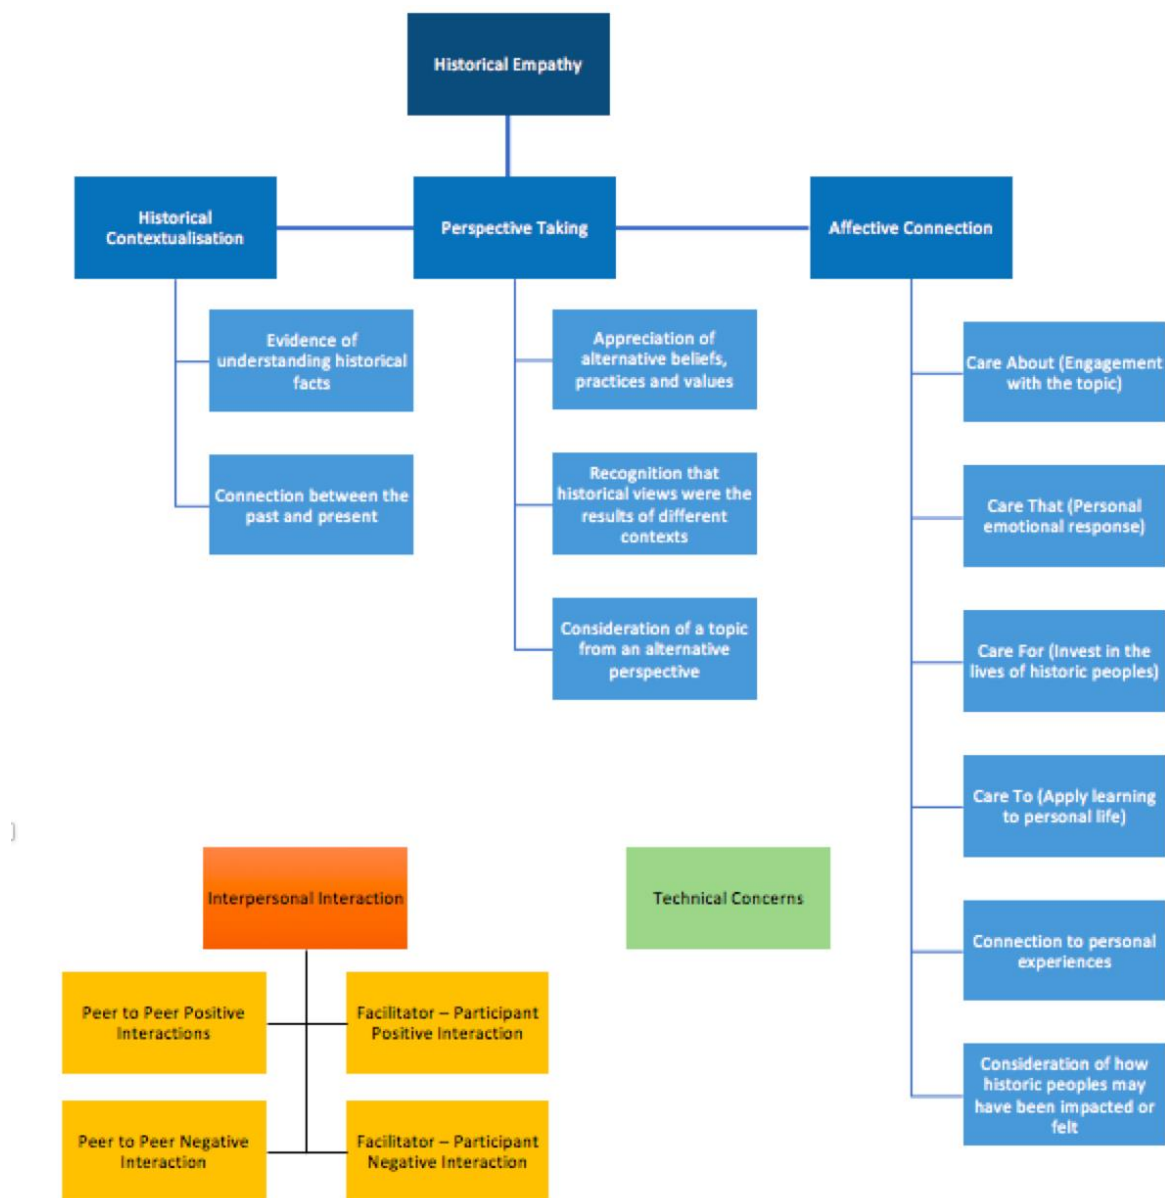 Historical Empathy
Historical
Contextualisation
Perspective Taking
Affective Connection
Evidence of
understanding historical
facts
Connection between the
past and present
Appreciation of
alternative beliefs,
practices and values
Recognition that
historical views were the
results of different
contexts
Consideration of a topic
from an alternative
perspective
Care About (Engagement
with the topic)
Care That (Personal
emotional response)
Care For (Invest in the
lives of historic peoples)
Care To (Apply learning
to personal life)
Connection to personal
experiences
Consideration of how
historic peoples may
have been impacted or
felt
Interpersonal Interaction
Peer to Peer Positive
Interactions
Facilitator – Participant
Positive Interaction
Peer to Peer Negative
Interaction
Facilitator – Participant
Negative Interaction
Technical Concerns